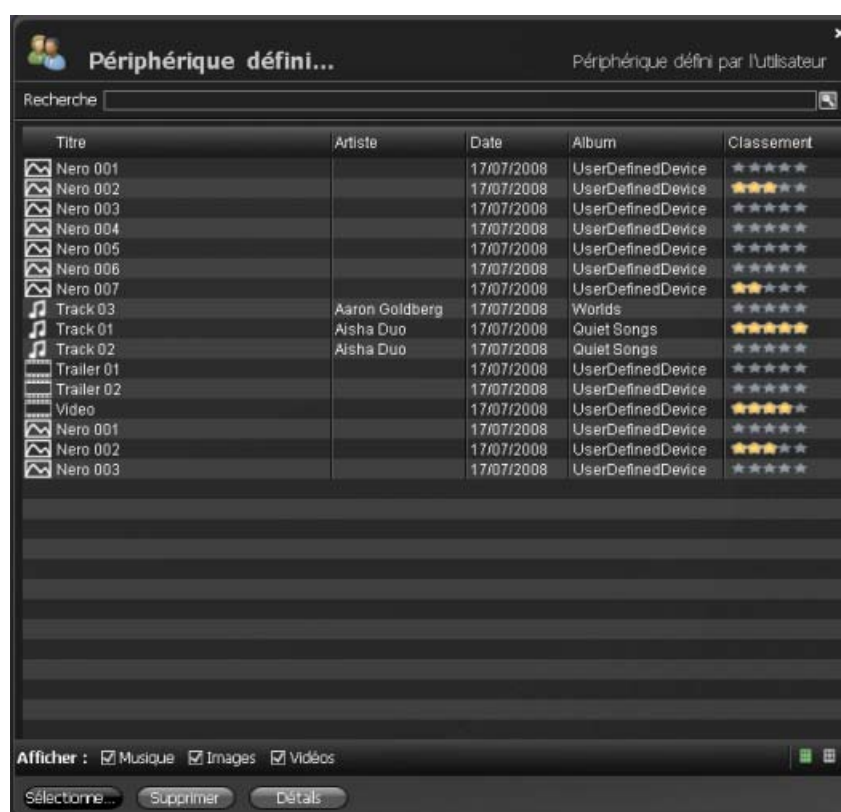 Périphérique défini...
Périphérique défini par l'utilisateur
Recherche
Titre Artiste Date Album Classement
Nero 001 17/07/2008 UserDefinedDevice
Nero 002 17/07/2008 UserDefinedDevice
Nero 003 17/07/2008 UserDefinedDevice
Nero 004 17/07/2008 UserDefinedDevice
Nero 005 17/07/2008 UserDefinedDevice
Nero 006 17/07/2008 UserDefinedDevice
Nero 007 17/07/2008 UserDefinedDevice
Track 03 Aaron Goldberg 17/07/2008 Worlds
Track 01 Aisha Duo 17/07/2008 Quiet Songs
Track 02 Aisha Duo 17/07/2008 Quiet Songs
Trailer 01 17/07/2008 UserDefinedDevice
Trailer 02 17/07/2008 UserDefinedDevice
Video 17/07/2008 UserDefinedDevice
Nero 001 17/07/2008 UserDefinedDevice
Nero 002 17/07/2008 UserDefinedDevice
Nero 003 17/07/2008 UserDefinedDevice
Afficher : Musique Images Vidéos
Sélectionne... Supprimer Détails